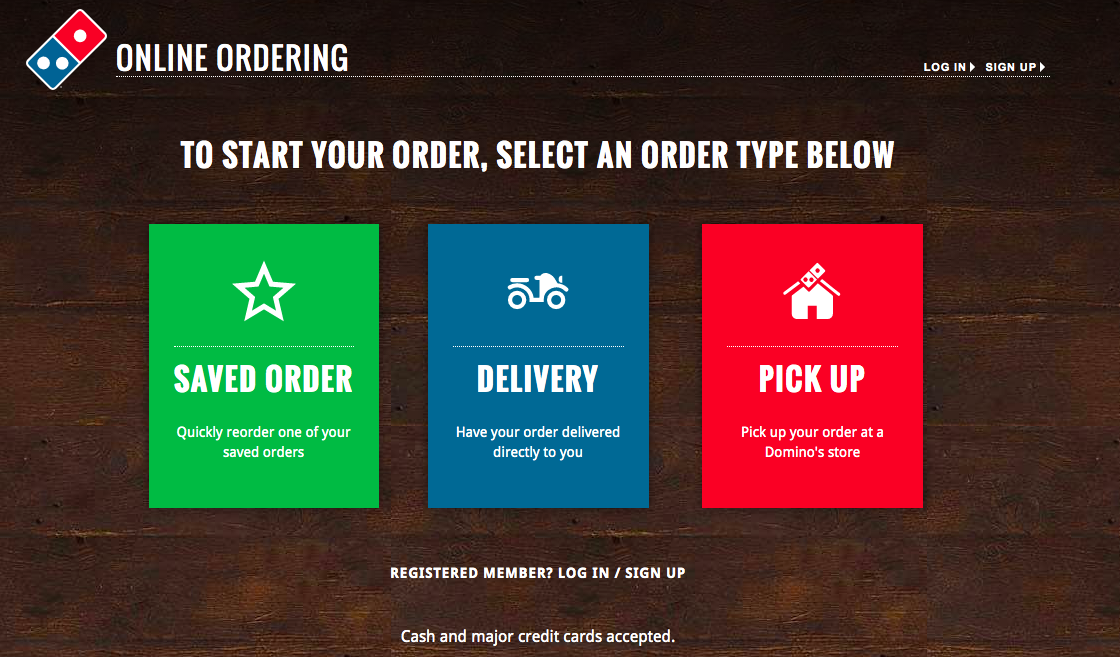 ONLINE ORDERING
LOG IN SIGN UP
TO START YOUR ORDER, SELECT AN ORDER TYPE BELOW
SAVED ORDER
Quickly reorder one of your
saved orders
DELIVERY
Have your order delivered
directly to you
PICK UP
Pick up your order at a
Domino's store
REGISTERED MEMBER? LOG IN / SIGN UP
Cash and major credit cards accepted.